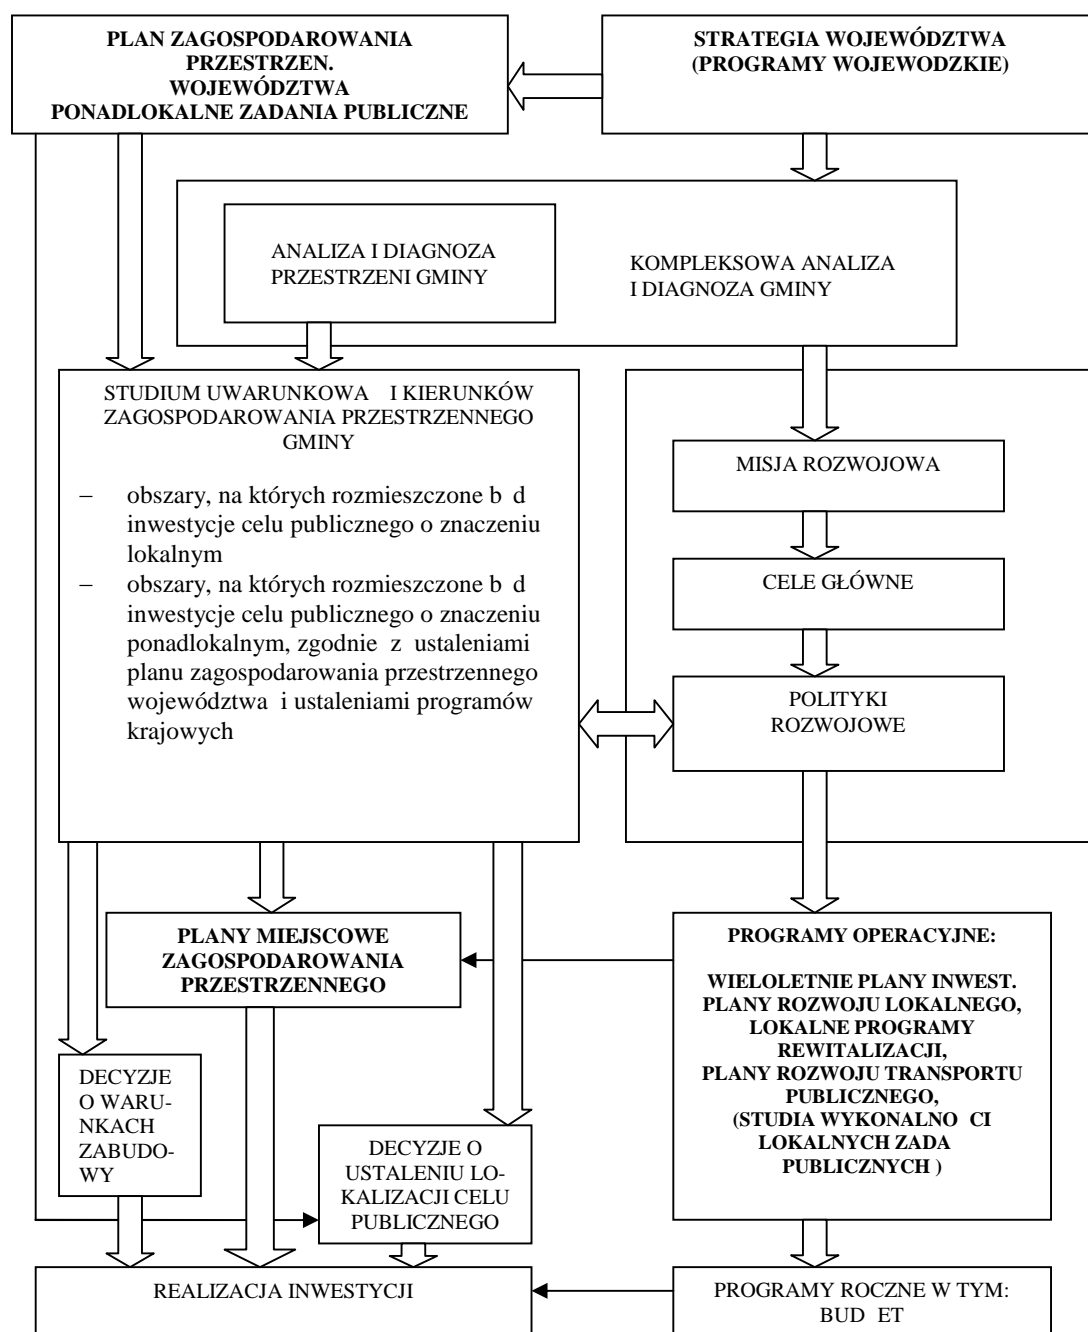 PLAN ZAGOSPODAROWANIA
PRZESTRZEN.
WOJEWÓDZTWA
PONADLOKALNE ZADANIA PUBLICZNE
STRATEGIA WOJEWÓDZTWA
(PROGRAMY WOJEWODZKIE)
ANALIZA I DIAGNOZA
PRZESTRZENI GMINY
KOMPLEKSOWA ANALIZA
I DIAGNOZA GMINY
STUDIUM UWARUNKOWA I KIERUNKÓW
ZAGOSPODAROWANIA PRZESTRZENNEGO
GMINY
– obszary, na których rozmieszczone b d
inwestycje celu publicznego o znaczeniu
lokalnym
– obszary, na których rozmieszczone b d
inwestycje celu publicznego o znaczeniu
ponadlokalnym, zgodnie z ustaleniami
planu zagospodarowania przestrzennego
województwa i ustaleniami programów
krajowych
MISJA ROZWOJOWA
CELE GŁÓWNE
POLITYKI
ROZWOJOWE
PLANY MIEJSCOWE
ZAGOSPODAROWANIA
PRZESTRZENNEGO
PROGRAMY OPERACYJNE:
WIELOLETNIE PLANY INWEST.
PLANY ROZWOJU LOKALNEGO,
LOKALNE PROGRAMY
REWITALIZACJI,
PLANY ROZWOJU TRANSPORTU
PUBLICZNEGO,
(STUDIA WYKONALNO CI
LOKALNYCH ZADA
PUBLICZNYCH )
DECYZJE
O WARU-
NKACH
ZABUDO-
WY
DECYZJE O
USTALENIU LO-
KALIZACJI CELU
PUBLICZNEGO
REALIZACJA INWESTYCJI
PROGRAMY ROCZNE W TYM:
BUD ET